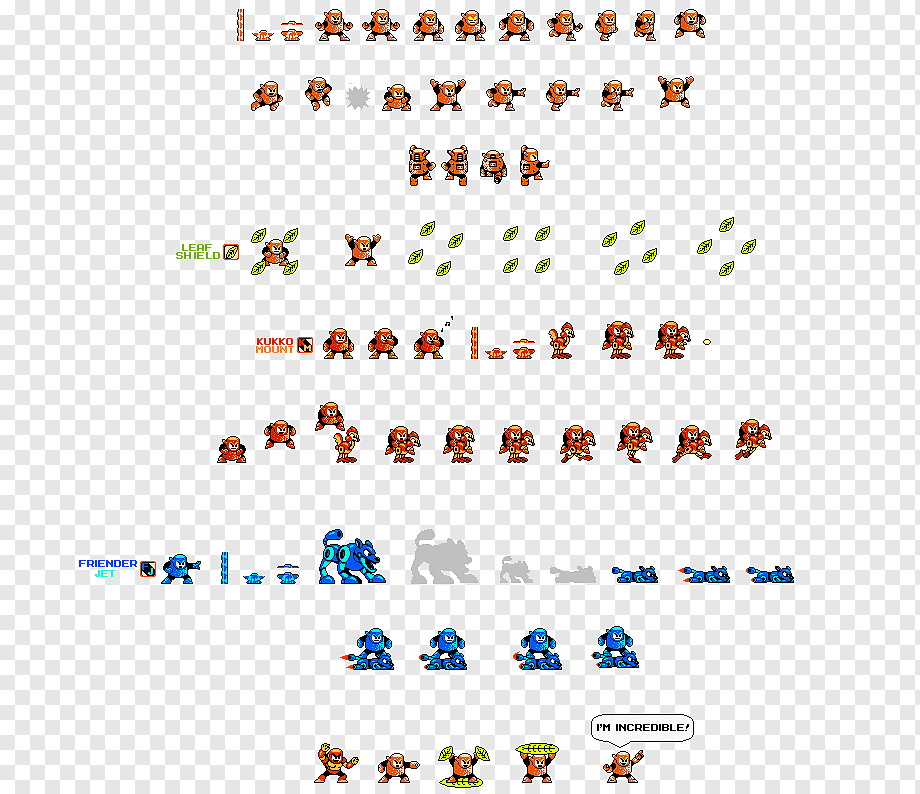 LEAF
SHIELD
KUKKO
MOUNT
FRIENDER
JET
I'M INCREDIBLE!